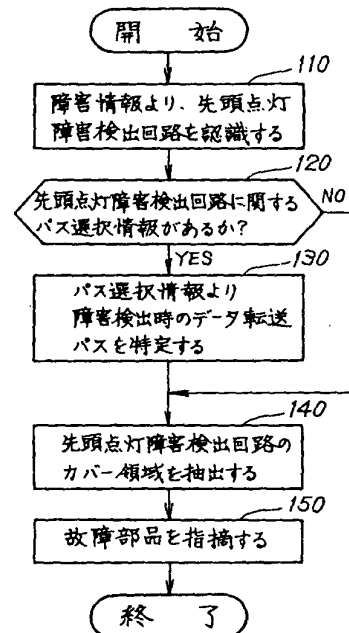 開 始
110
障害情報より、先頭点灯
障害検出回路を認識する
120
先頭点灯障害検出回路に関する
パス選択情報があるか?
NO
YES
130
パス選択情報より
障害検出時のデータ転送
パスを特定する
140
先頭点灯障害検出回路の
カバー領域を抽出する
150
故障部品を指摘する
終 了